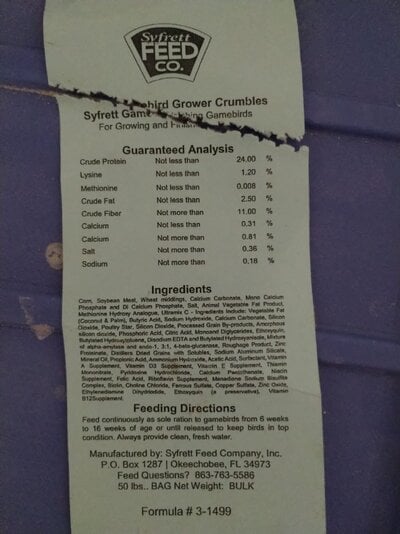 Syfrett
FEED
CO.
bird Grower Crumbles
Syfrett Game
Gamebirds
For Growing and
Guaranteed Analysis
Crude Protein Not less than 24.00 %
Lysine Not less than 1.20 %
Methionine Not less than 0.008 %
Crude Fat Not less than 2.50 %
Crude Fiber Not more than 11.00 %
Calcium Not less than 0.31 %
Calcium Not more than 0.81 %
Salt Not more than 0.36 %
Sodium Not more than 0.18 %
Ingredients
Corn, Soybean Meal, Wheat middlings, Calcium Carbonate, Mono Calcium
Phosphate and Di Calcium Phosphate, Salt, Animal Vegetable Fat Product,
Methionine Hydroxy Analogue, Ultramix C - Ingredients Include: Vegetable Fat
(Coconut & Palm), Butyric Acid, Sodium Hydroxide, Calcium Carbonate, Silicon
Dioxide, Poultry Star, Silicon Dioxide, Processed Grain By-products, Amorphous
silicon dioxide, Phosphoric Acid, Citric Acid, Monoand Diglycerides, Ethoxyquin,
Butylated Hydroxytoluene, Disodium EDTA and Butylated Hydroxyanisole, Mixture
of alpha-amylase and endo-1, 3:1, 4-beta-glucanase, Roughage Product, Zinc
Proteinate, Distillers Dried Grains with Solubles, Sodium Aluminum Silicate,
Mineral Oil, Propionic Acid, Ammonium Hydroxide, Acetic Acid, Surfactant, Vitamin
A Supplement, Vitamin D3 Supplement, Vitamin E Supplement, Thiamin
Mononitrate, Pyridoxine Hydrochloride, Calcium Pantothenate, Niacin
Supplement, Folic Acid, Riboflavin Supplement, Menadione Sodium Bisulfite
Complex, Biotin, Choline Chloride, Ferrous Sulfate, Copper Sulfate, Zinc Oxide,
Ethylenediamine Dihydriodide, Ethoxyquin (a preservative), Vitamin
B12Supplement.
Feeding Directions
Feed continuously as sole ration to gamebirds from 6 weeks
to 16 weeks of age or until released to keep birds in top
condition. Always provide clean, fresh water.
Manufactured by: Syfrett Feed Company, Inc.
P.O. Box 1287 | Okeechobee, FL 34973
Feed Questions? 863-763-5586
50 lbs.. BAG Net Weight: BULK
Formula # 3-1499